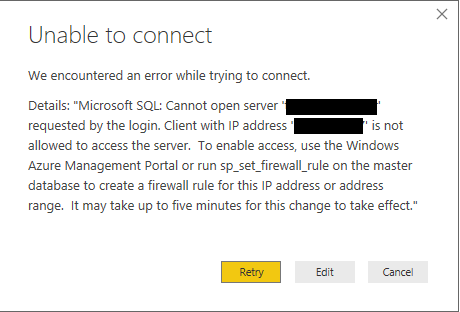 Unable to connect
We encountered an error while trying to connect.
Details: "Microsoft SQL: Cannot open server '                    '
requested by the login. Client with IP address '               ' is not
allowed to access the server.  To enable access, use the Windows
Azure Management Portal or run sp_set_firewall_rule on the master
database to create a firewall rule for this IP address or address
range.  It may take up to five minutes for this change to take effect."
Retry Edit Cancel